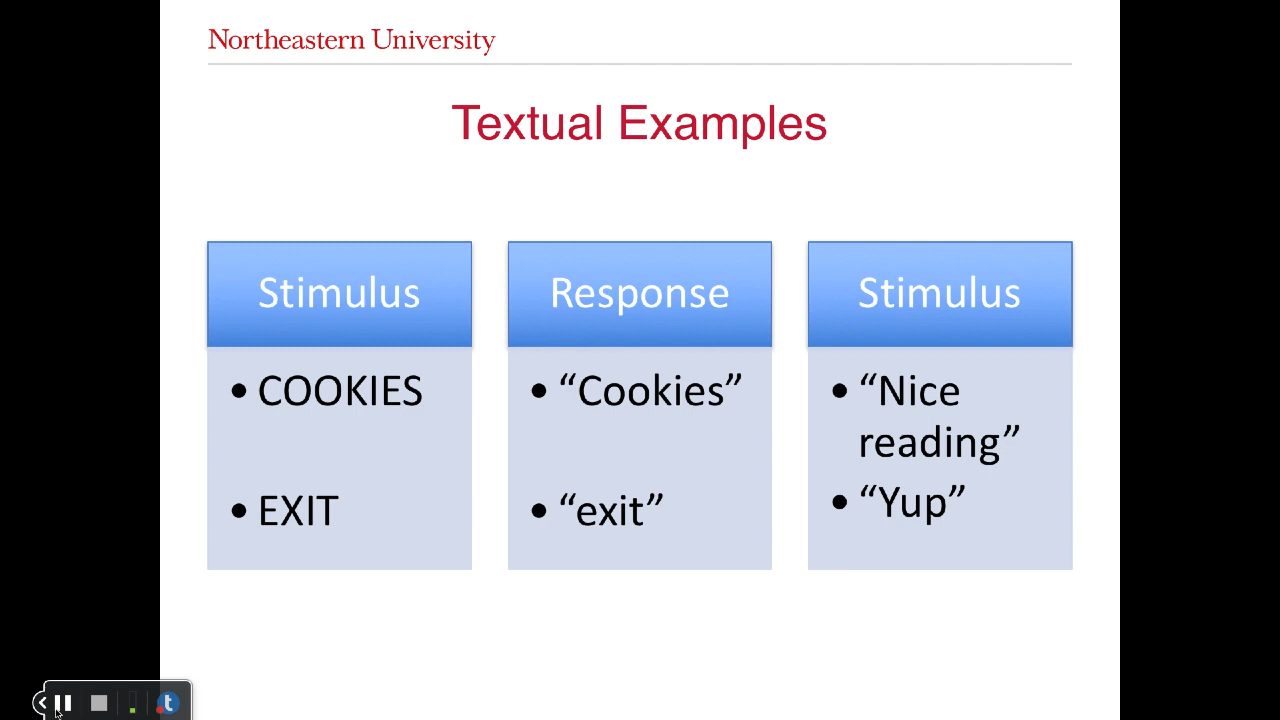 Northeastern University
Textual Examples
Stimulus
• COOKIES
• EXIT
Response
• “Cookies”
• “exit”
Stimulus
• “Nice
reading”
• “Yup”
t